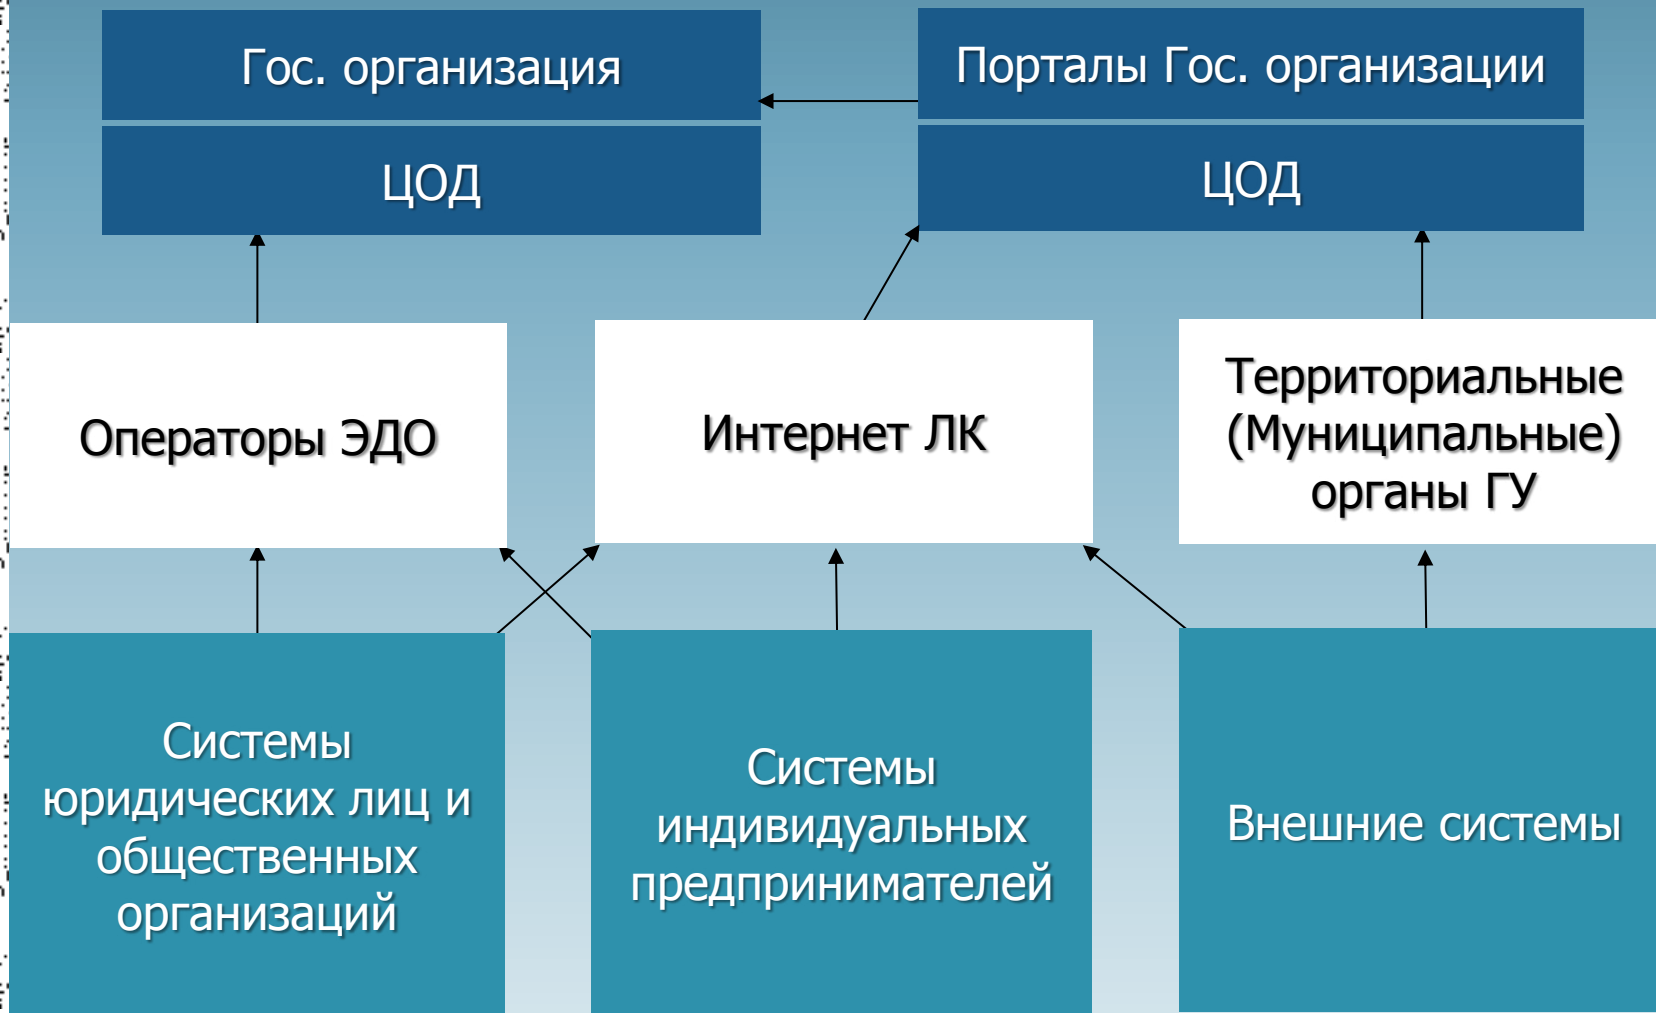 Гос. организация
Порталы Гос. организации
ЦОД
ЦОД
Операторы ЭДО
Интернет ЛК
Территориальные
(Муниципальные)
органы ГУ
Системы
юридических лиц и
общественных
организаций
Системы
индивидуальных
предпринимателей
Внешние системы